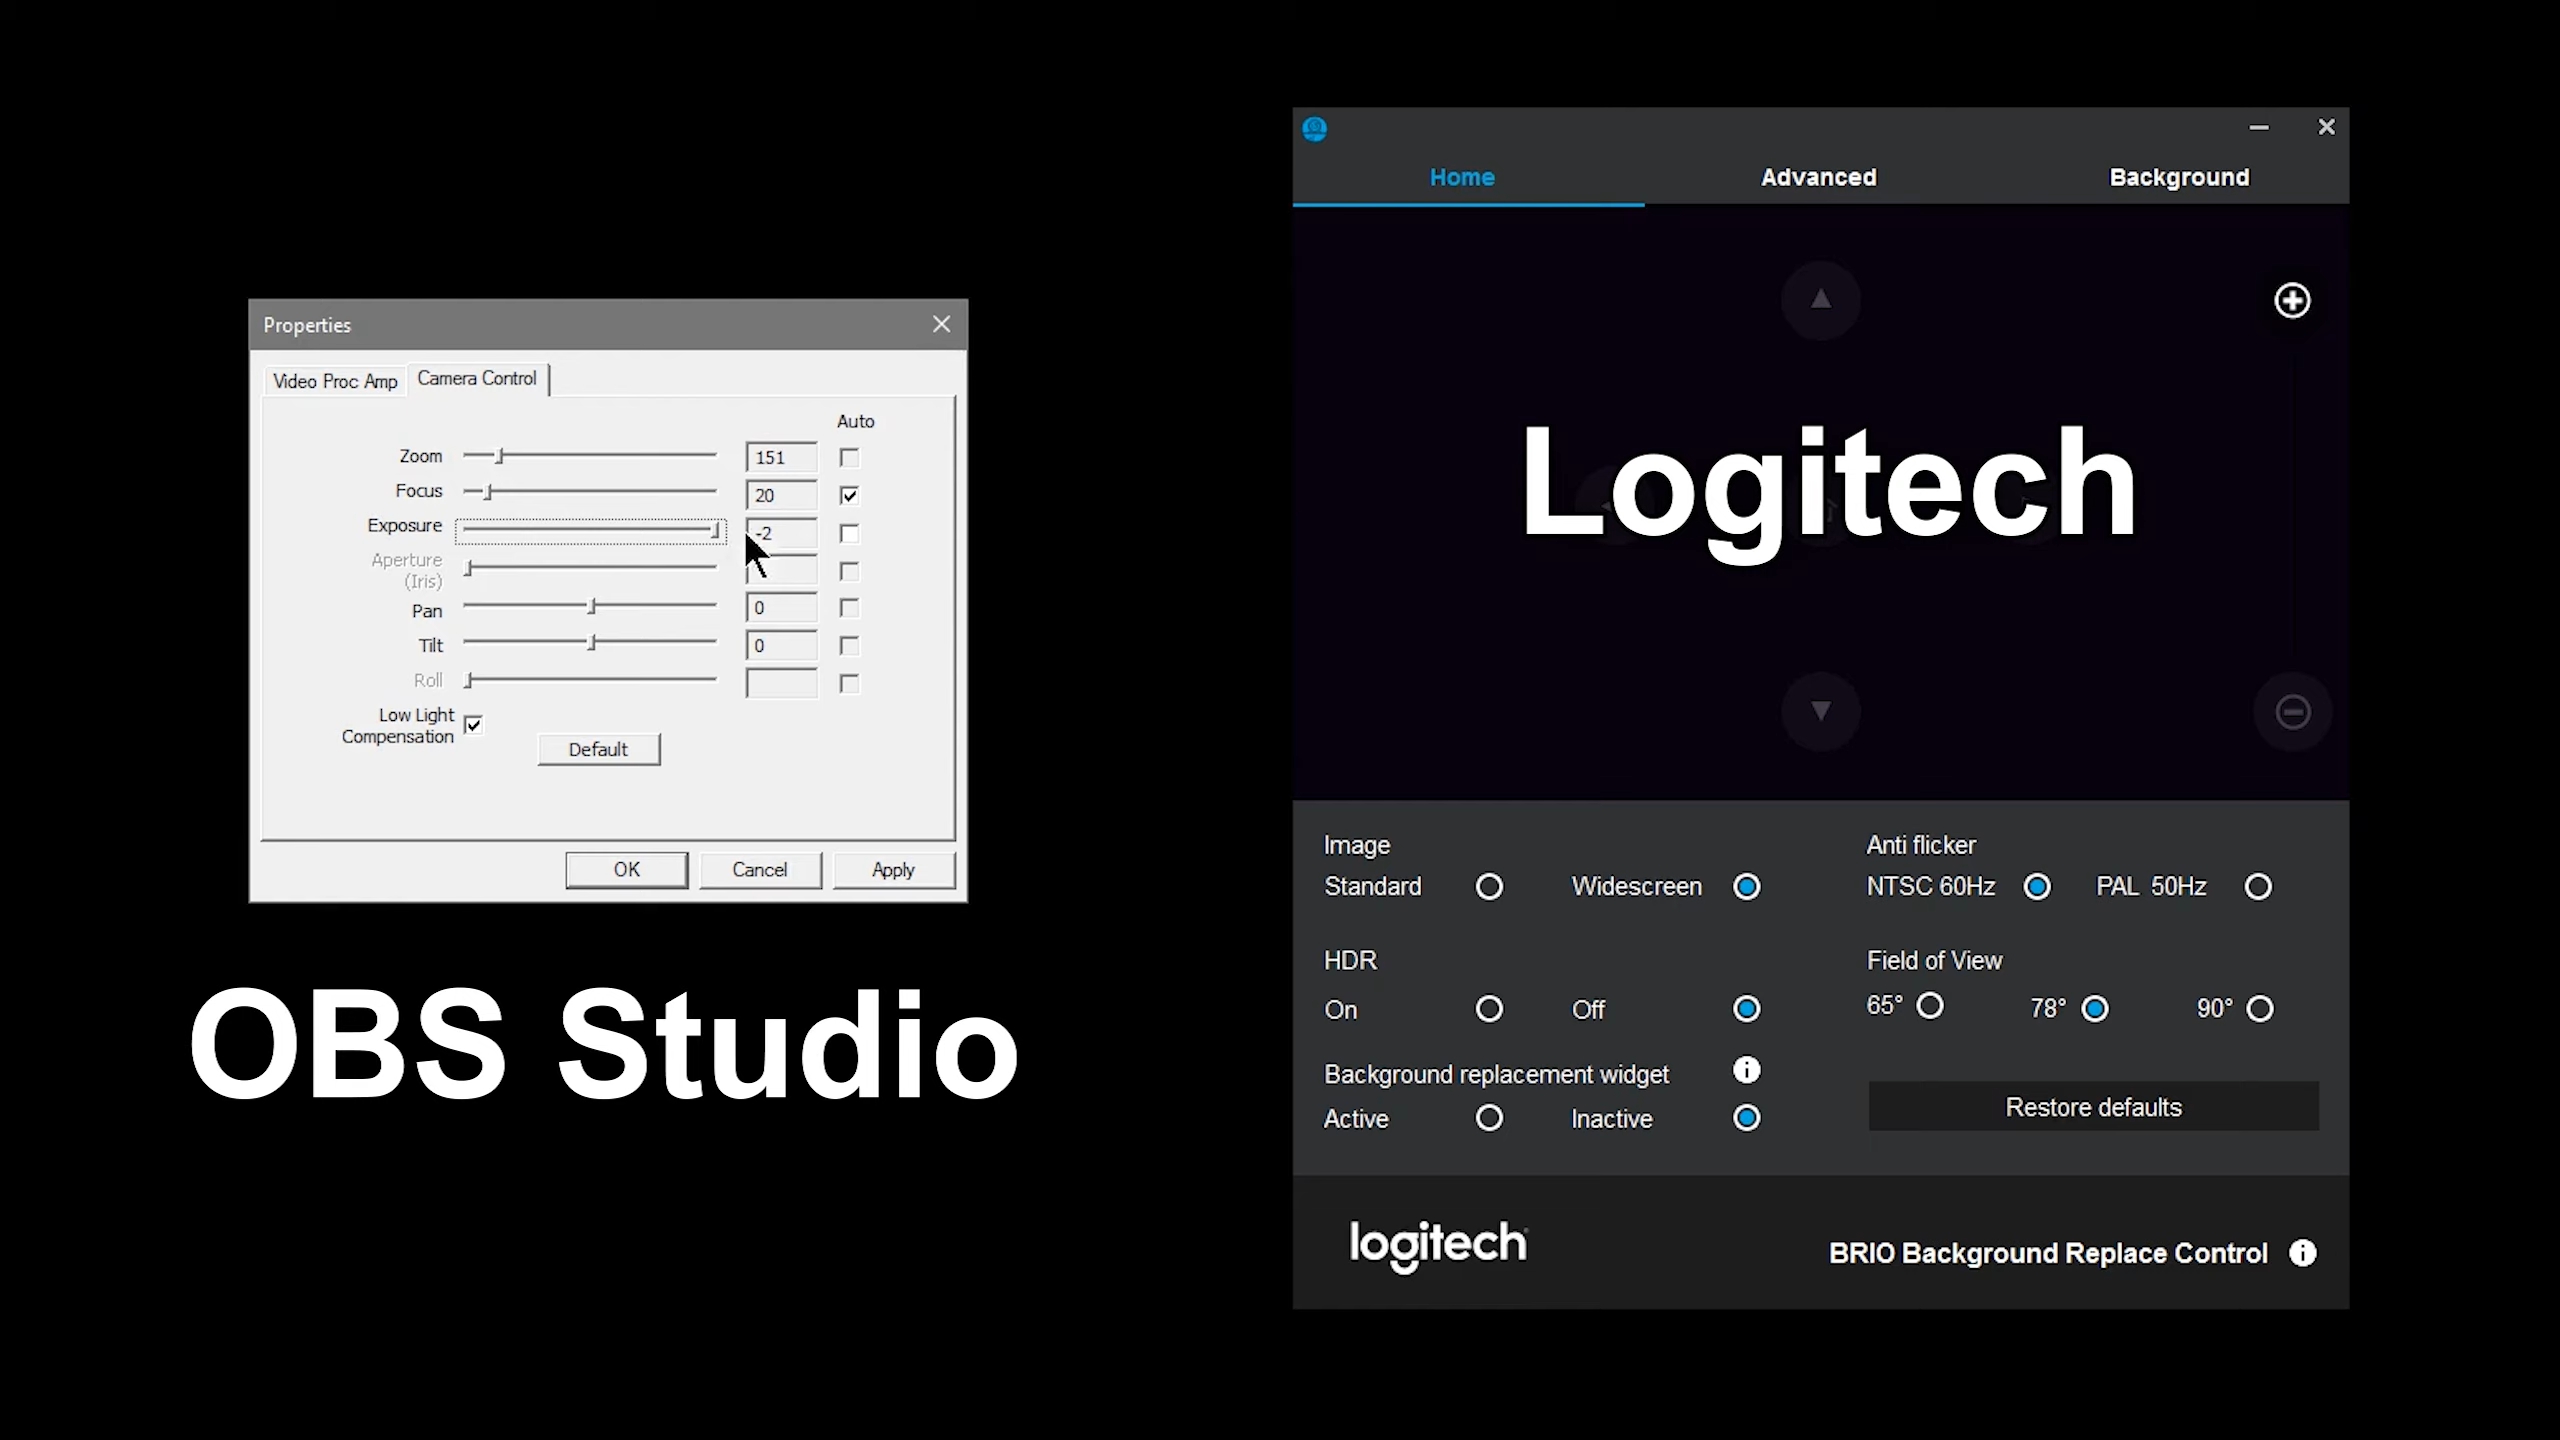 Properties
Video Proc Amp
Camera Control
Auto
Zoom 151
Focus 20
Exposure -2
Aperture
(Iris)
Pan 0
Tilt 0
Roll
Low Light
Compensation
Default
OK Cancel Apply
OBS Studio
Home Advanced Background
Logitech
Image
Standard Widescreen
Anti flicker
NTSC 60Hz PAL 50Hz
HDR
On Off
Field of View
65° 78° 90°
Background replacement widget
Active Inactive
Restore defaults
logitech
BRIO Background Replace Control